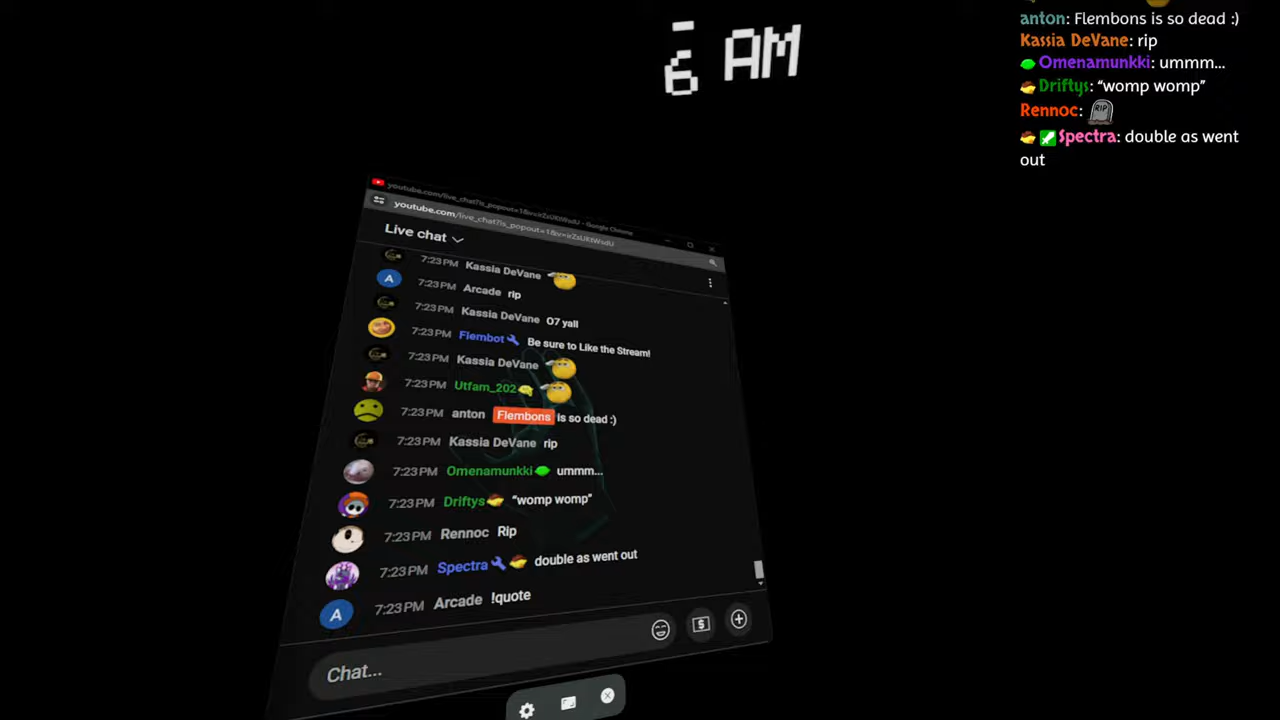 6 AM
anton: Flembons is so dead :)
Kassia DeVane: rip
Omenamunkki: ummm...
Driftys: “womp womp”
Rennoc: RIP
Spectra: double as went
out
Live chat
7:23 PM Kassia DeVane
7:23 PM Arcade rip
7:23 PM Kassia DeVane O7 yall
7:23 PM Flembot Be sure to Like the Stream!
7:23 PM Kassia DeVane
7:23 PM Utfam_202
7:23 PM anton Flembons is so dead :)
7:23 PM Kassia DeVane rip
7:23 PM Omenamunkki ummm...
7:23 PM Driftys “womp womp”
7:23 PM Rennoc Rip
7:23 PM Spectra double as went out
A 7:23 PM Arcade !quote
Chat...